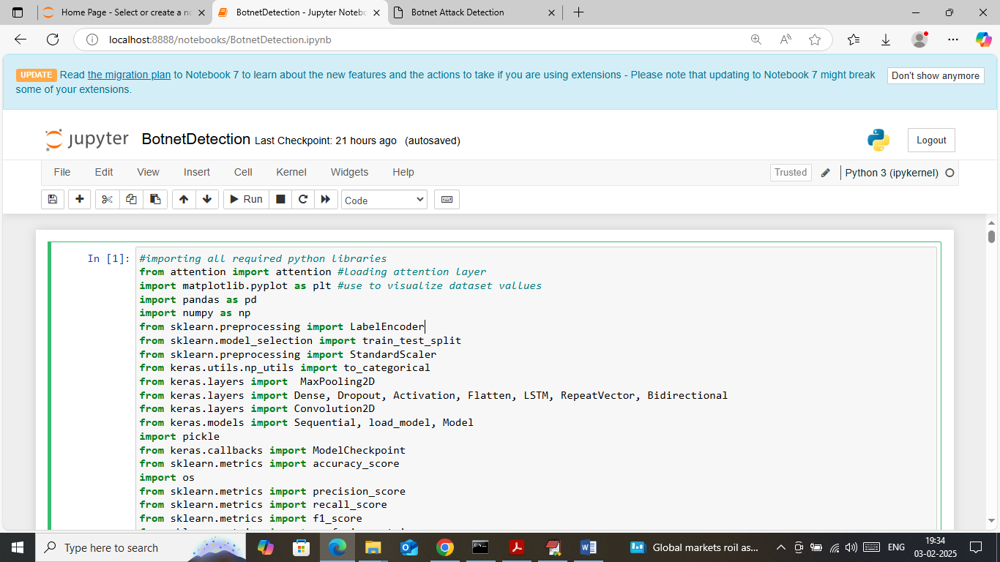 Home Page - Select or create a n
BotnetDetection - Jupyter Noteb
Botnet Attack Detection
localhost:8888/notebooks/BotnetDetection.ipynb
UPDATE Read the migration plan to Notebook 7 to learn about the new features and the actions to take if you are using extensions - Please note that updating to Notebook 7 might break
some of your extensions.
Don't show anymore
jupyter BotnetDetection Last Checkpoint: 21 hours ago (autosaved)
Logout
File Edit View Insert Cell Kernel Widgets Help
Trusted
Python 3 (ipykernel)
Run
Code
In [1]:
#importing all required python libraries
from attention import attention #loading attention layer
import matplotlib.pyplot as plt #use to visualize dataset vallues
import pandas as pd
import numpy as np
from sklearn.preprocessing import LabelEncoder
from sklearn.model_selection import train_test_split
from sklearn.preprocessing import StandardScaler
from keras.utils.np_utils import to_categorical
from keras.layers import  MaxPooling2D
from keras.layers import Dense, Dropout, Activation, Flatten, LSTM, RepeatVector, Bidirectional
from keras.layers import Convolution2D
from keras.models import Sequential, load_model, Model
import pickle
from keras.callbacks import ModelCheckpoint
from sklearn.metrics import accuracy_score
import os
from sklearn.metrics import precision_score
from sklearn.metrics import recall_score
from sklearn.metrics import f1_score
Type here to search
Global markets roil as...
ENG
19:34
03-02-2025